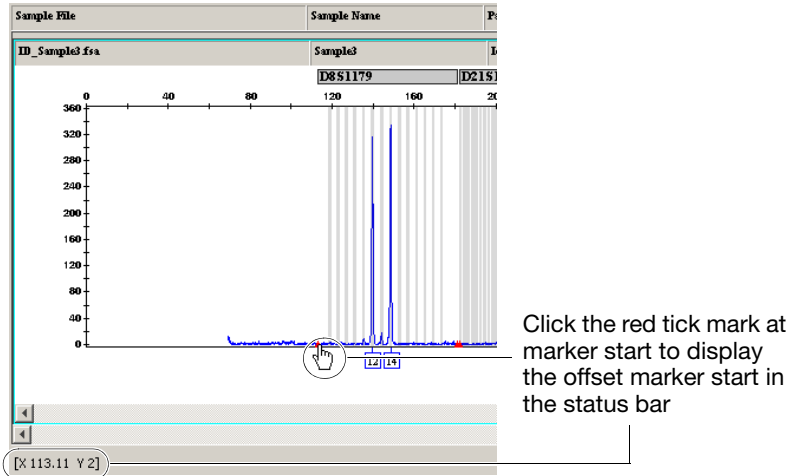 Sample File Sample Name
ID_Sample3.fsa Sample3
D8S1179
0 40 80 120 160
360
320
280
240
200
160
120
80
40
0
12 14
Click the red tick mark at
marker start to display
the offset marker start in
the status bar
[X 113.11 Y 2]